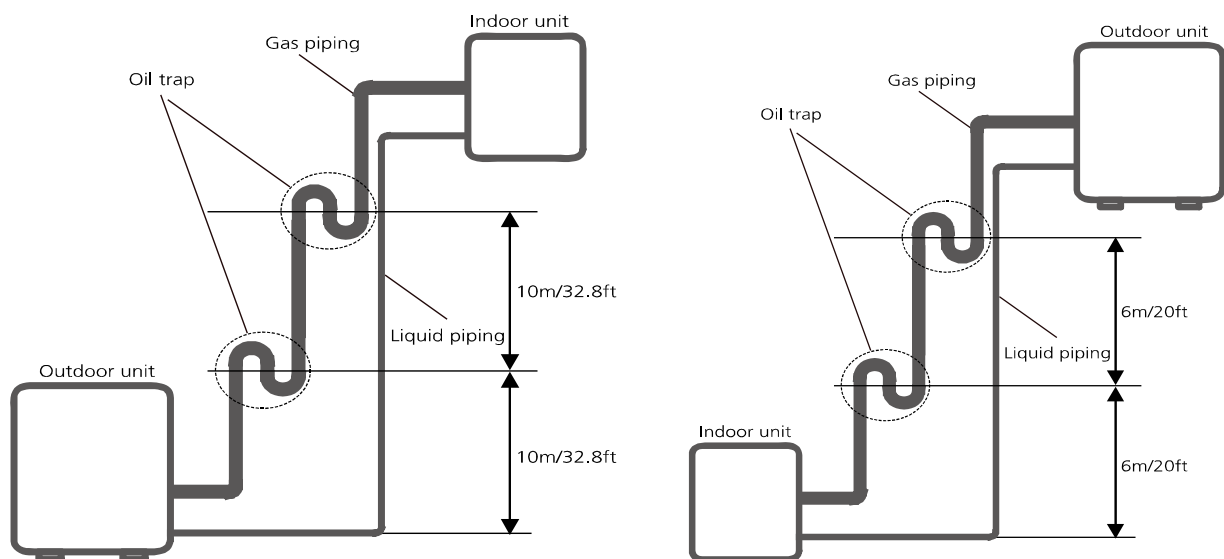 Indoor unit
Gas piping
Oil trap
10m/32.8ft
Liquid piping
Outdoor unit
10m/32.8ft
Outdoor unit
Gas piping
Oil trap
6m/20ft
Liquid piping
Indoor unit
6m/20ft